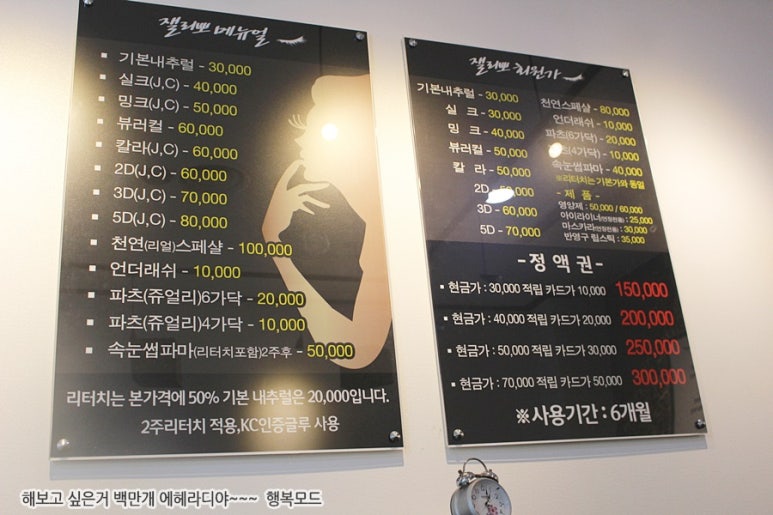 잴리뽀 메뉴얼
기본내추럴 - 30,000
실크(J,C) - 40,000
밍크(J,C) - 50,000
뷰러컬 - 60,000
칼라(J,C) - 60,000
2D(J,C) - 60,000
3D(J,C) - 70,000
5D(J,C) - 80,000
천연(리얼)스페샬 - 100,000
언더래쉬 - 10,000
파츠(쥬얼리)6가닥 - 20,000
파츠(쥬얼리)4가닥 - 10,000
속눈썹파마(리터치포함)2주후 - 50,000
리터치는 본가격에 50% 기본 내추럴은 20,000입니다.
2주리터치 적용,KC인증글루 사용
잴리뽀 회원가
기본내추럴 - 30,000
실 크 - 30,000
밍 크 - 40,000
뷰러컬 - 50,000
칼 라 - 50,000
2D - 50,000
3D - 60,000
5D - 70,000
천연스페샬 - 80,000
언더래쉬 - 10,000
파츠(6가닥) - 20,000
파츠(4가닥) - 10,000
속눈썹파마 - 40,000
※리터치는 기본가와 동일
- 제 품 -
영양제 : 50,000 / 60,000
아이라이너(연장전용) : 25,000
마스카라(연장전용) : 30,000
반영구 립스틱 : 35,000
- 정 액 권 -
현금가 : 30,000 적립 카드가 10,000 150,000
현금가 : 40,000 적립 카드가 20,000 200,000
현금가 : 50,000 적립 카드가 30,000 250,000
현금가 : 70,000 적립 카드가 50,000 300,000
※사용기간 : 6개월
해보고 싶은거 백만개 에헤라디야~~~ 행복모드